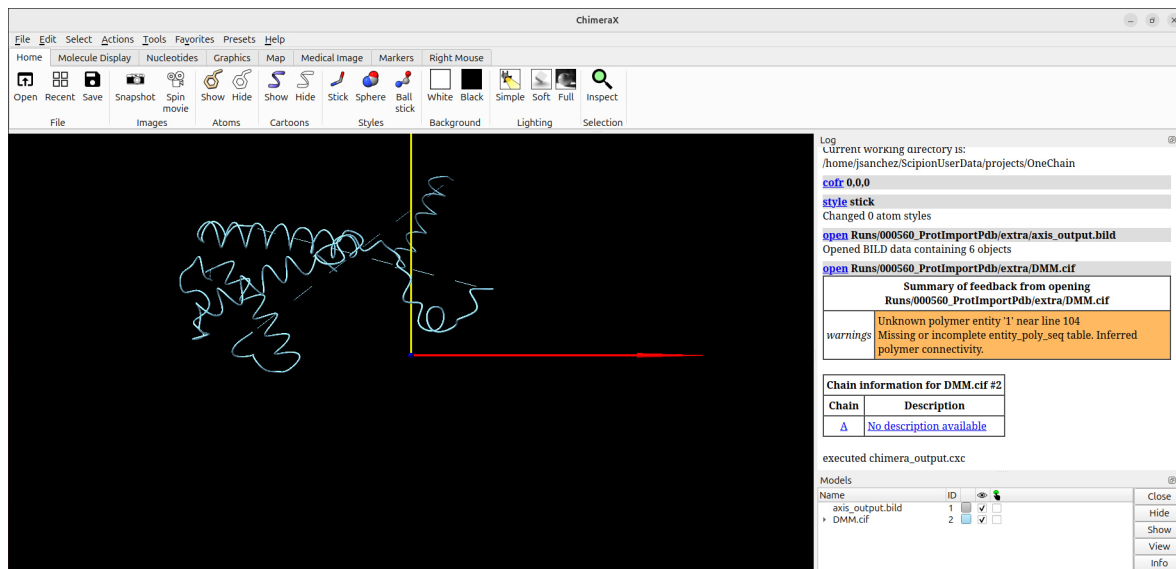 ChimeraX
File Edit Select Actions Tools Favorites Presets Help
Home Molecule Display Nucleotides Graphics Map Medical Image Markers Right Mouse
Open Recent Save Snapshot Spin movie Show Hide Show Hide Stick Sphere Ball stick White Black Simple Soft Full Inspect
File Images Atoms Cartoons Styles Background Lighting Selection
Log
Current working directory is:
/home/jsanchez/ScipionUserData/projects/OneChain
cofr 0,0,0
style stick
Changed 0 atom styles
open Runs/000560_ProtImportPdb/extra/axis_output.bild
Opened BILD data containing 6 objects
open Runs/000560_ProtImportPdb/extra/DMM.cif
Summary of feedback from opening
Runs/000560_ProtImportPdb/extra/DMM.cif
warnings
Unknown polymer entity '1' near line 104
Missing or incomplete entity_poly_seq table. Inferred
polymer connectivity.
Chain information for DMM.cif #2
Chain Description
A No description available
executed chimera_output.cxc
Models
Name ID
axis_output.bild 1
DMM.cif 2
Close
Hide
Show
View
Info